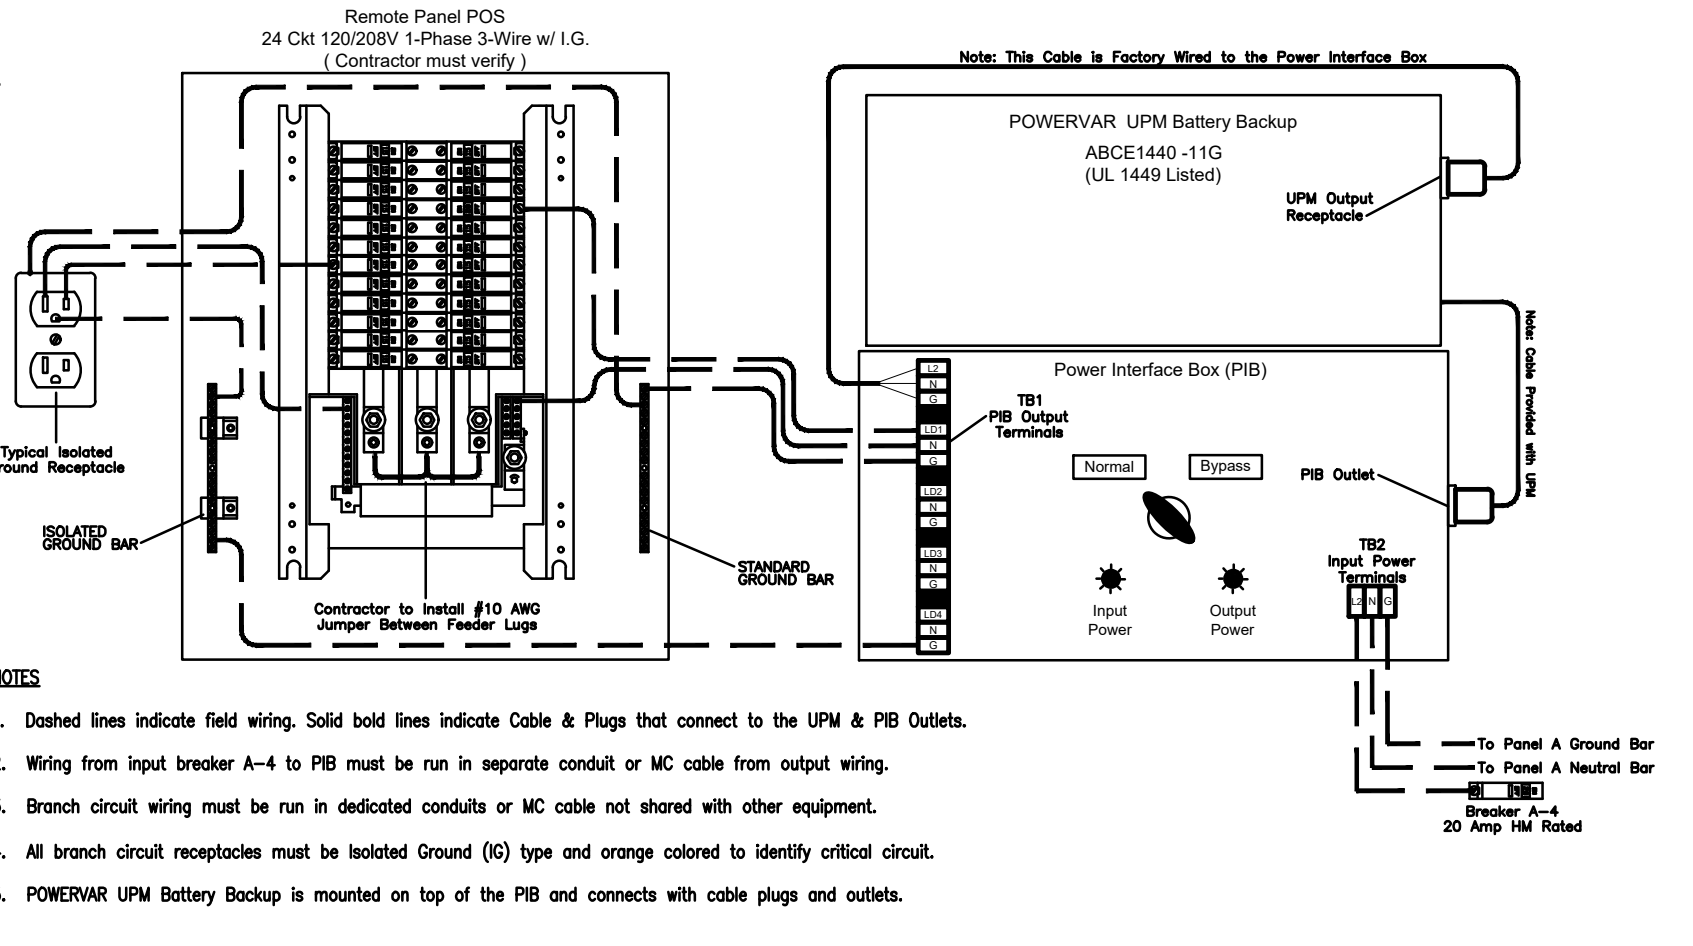 Remote Panel POS
24 Ckt 120/208V 1-Phase 3-Wire w/ I.G.
( Contractor must verify )
Note: This Cable is Factory Wired to the Power Interface Box
POWERVAR UPM Battery Backup
ABCE1440 -11G
(UL 1449 Listed)
UPM Output
Receptacle
Note: Cable Provided with UPM
Power Interface Box (PIB)
L2
N
G
LD1
N
G
LD2
N
G
LD3
N
G
LD4
N
G
TB1
PIB Output
Terminals
Normal
Bypass
PIB Outlet
Input
Power
Output
Power
TB2
Input Power
Terminals
L2 N G
Typical Isolated
round Receptacle
ISOLATED
GROUND BAR
STANDARD
GROUND BAR
Contractor to Install #10 AWG
Jumper Between Feeder Lugs
To Panel A Ground Bar
To Panel A Neutral Bar
Breaker A-4
20 Amp HM Rated
NOTES
. Dashed lines indicate field wiring. Solid bold lines indicate Cable & Plugs that connect to the UPM & PIB Outlets.
. Wiring from input breaker A-4 to PIB must be run in separate conduit or MC cable from output wiring.
. Branch circuit wiring must be run in dedicated conduits or MC cable not shared with other equipment.
. All branch circuit receptacles must be Isolated Ground (IG) type and orange colored to identify critical circuit.
. POWERVAR UPM Battery Backup is mounted on top of the PIB and connects with cable plugs and outlets.